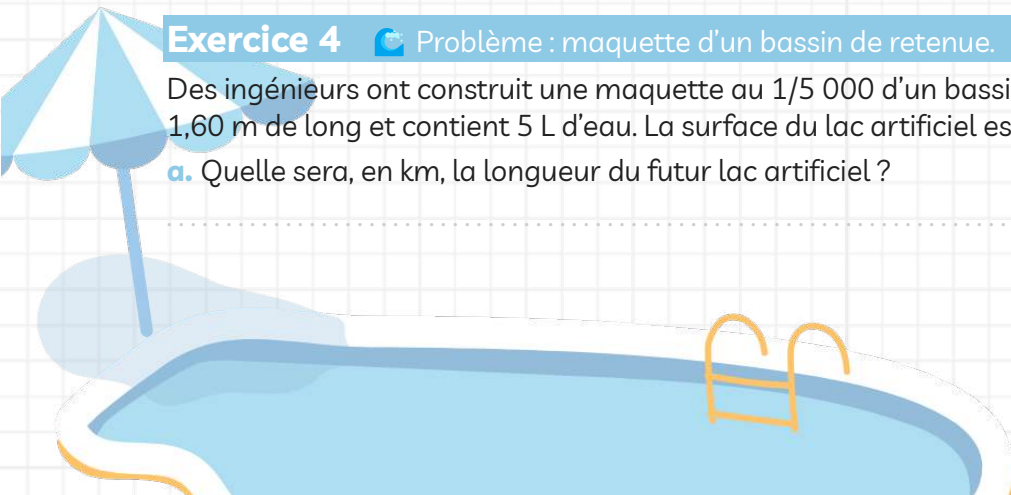 Exercice 4 Problème : maquette d'un bassin de retenue.
Des ingénieurs ont construit une maquette au 1/5 000 d'un bassi
1,60 m de long et contient 5 L d'eau. La surface du lac artificiel es
a. Quelle sera, en km, la longueur du futur lac artificiel ?